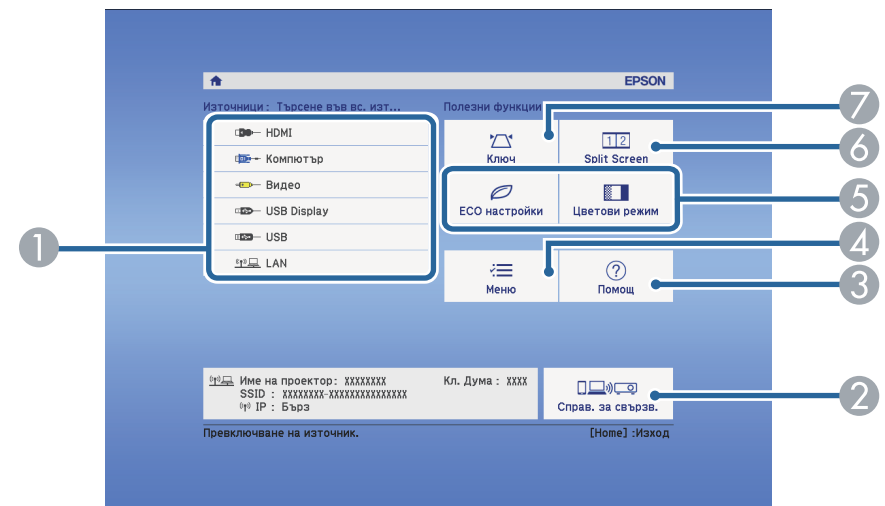 EPSON
Източници : Търсене във вс. изт...
Полезни функции
HDMI
Компютър
Видео
USB Display
USB
LAN
Ключ
Split Screen
ECO настройки
Цветови режим
Меню
Помощ
Име на проектор: XXXXXXXX
Кл. Дума : XXXX
SSID : XXXXXXXX-XXXXXXXXXXXXXXX
IP : Бърз
Справ. за свързв.
Превключване на източник.
[Home] :Изход
1
7
6
5
4
3
2